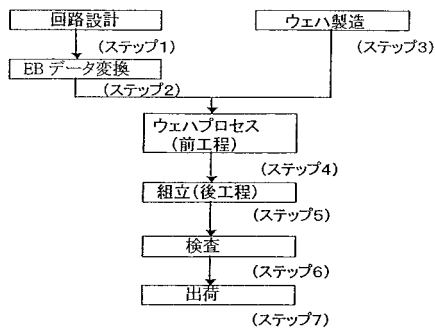 回路設計
ウェハ製造
(ステップ1)
(ステップ3)
EBデータ変換
(ステップ2)
ウェハプロセス
(前工程)
(ステップ4)
組立(後工程)
(ステップ5)
検査
(ステップ6)
出荷
(ステップ7)